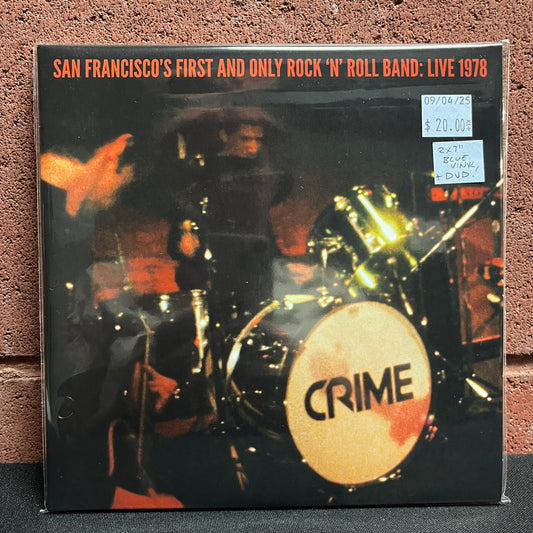 SAN FRANCISCO'S FIRST AND ONLY ROCK 'N' ROLL BAND: LIVE 1978
09/04/25
$ 20.00
2x7"
BLUE
VINYL,
+ DVD!
CRIME